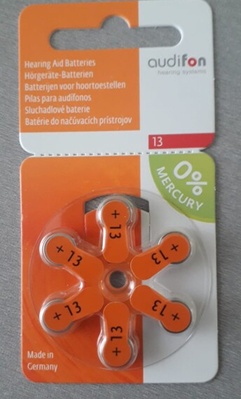 Hearing Aid Batteries
Hörgeräte-Batterien
Batterijen voor hoortoestellen
Pilas para audífonos
Sluchadlové baterie
Batérie do načúvacích prístrojov
audifon
hearing systems
13
0%
MERCURY
+ 13
+ 13
+ 13
+ 13
+ 13
+ 13
Made in
Germany